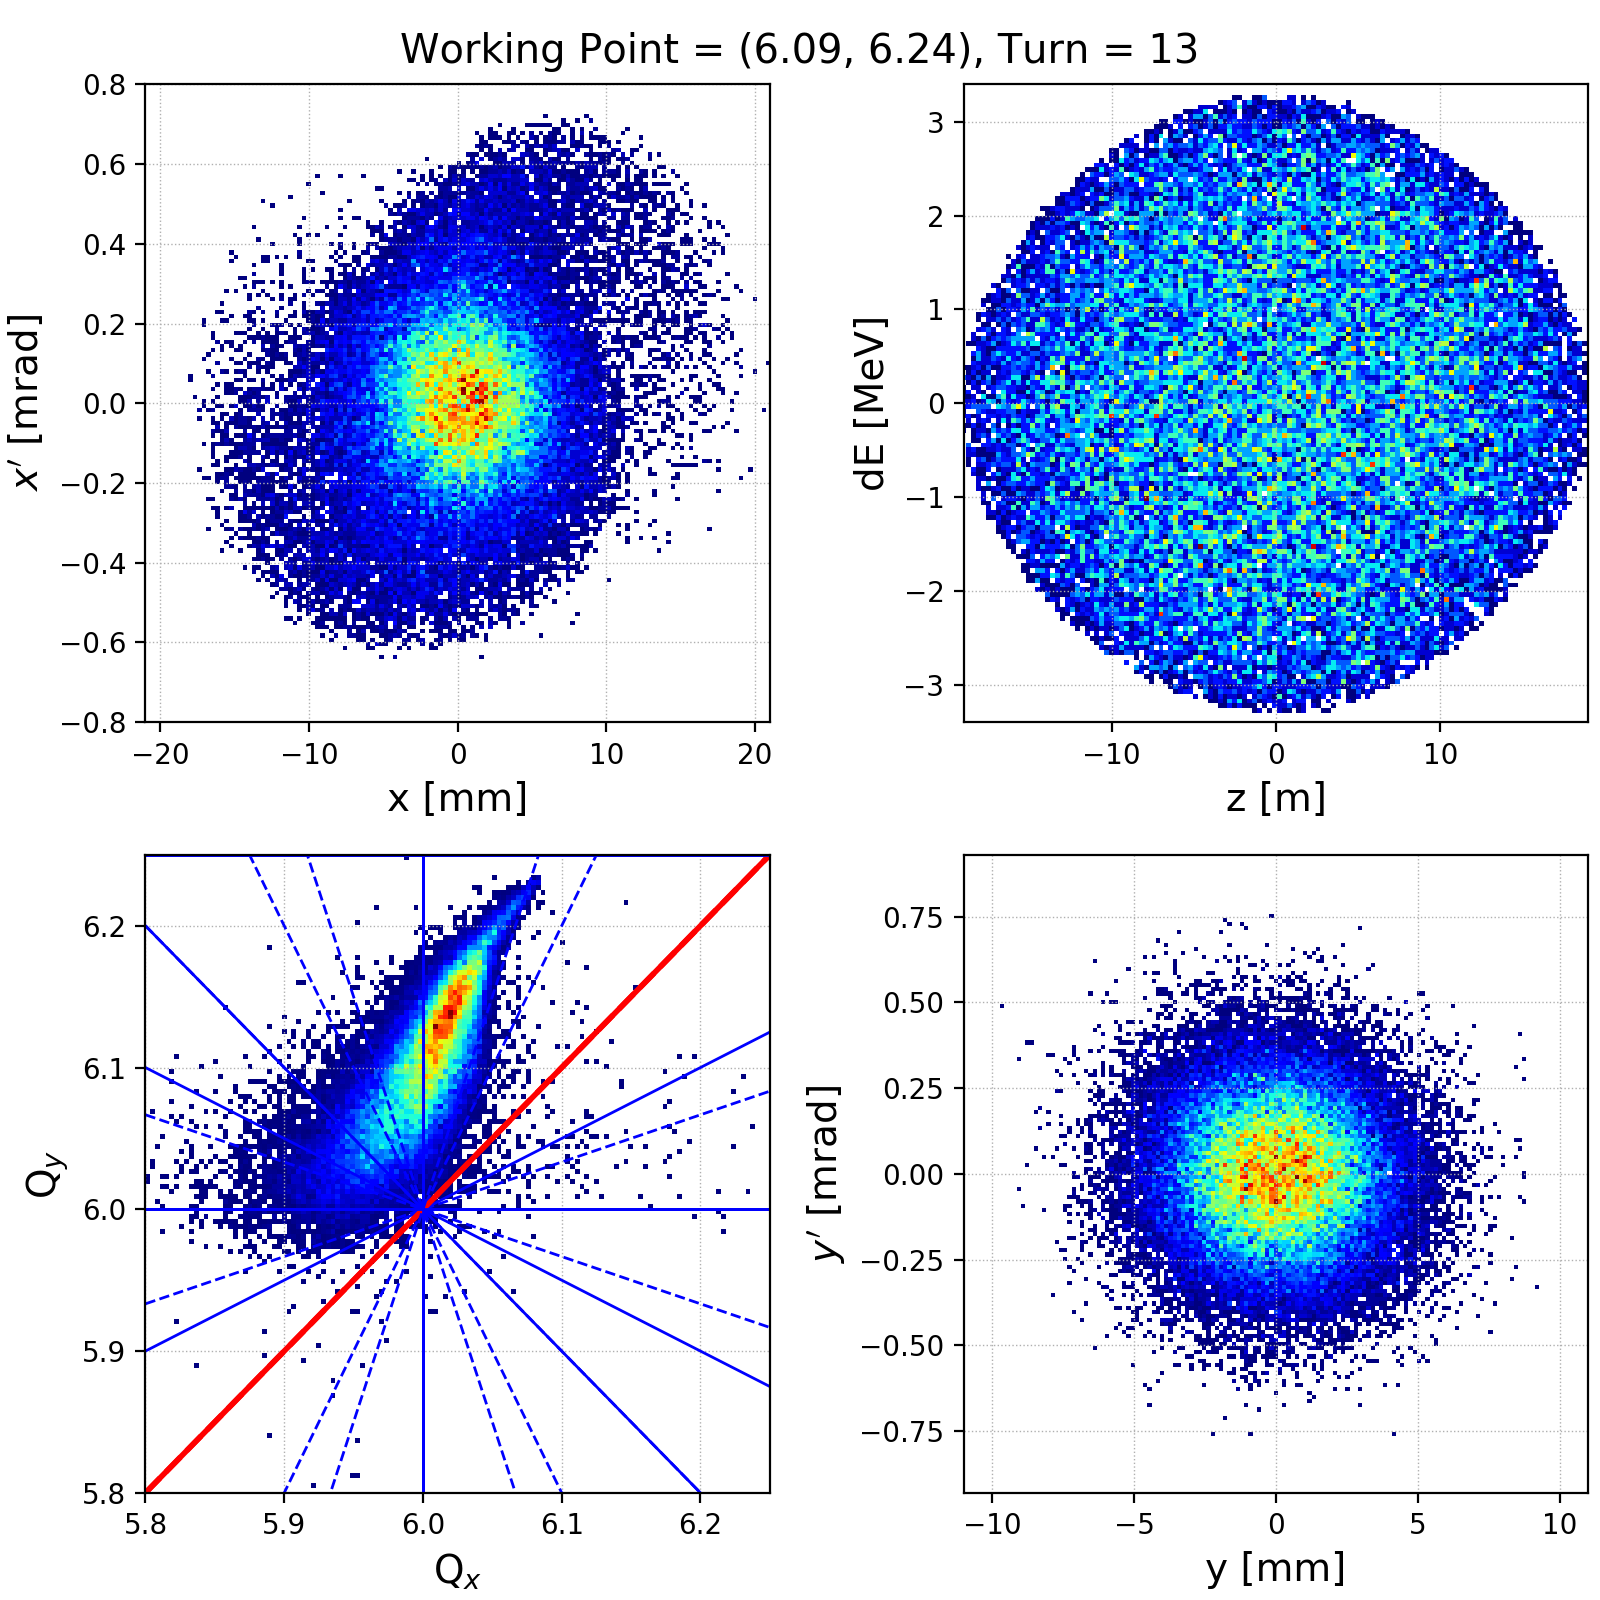 Working Point = (6.09, 6.24), Turn = 13
0.8
0.6
0.4
0.2
0.0
−0.2
−0.4
−0.6
−0.8
x′ [mrad]
−20 −10 0 10 20
x [mm]
3
2
1
0
−1
−2
−3
dE [MeV]
−10 0 10
z [m]
6.2
6.1
6.0
5.9
5.8
Qy
5.8 5.9 6.0 6.1 6.2
Qx
0.75
0.50
0.25
0.00
−0.25
−0.50
−0.75
y′ [mrad]
−10 −5 0 5 10
y [mm]